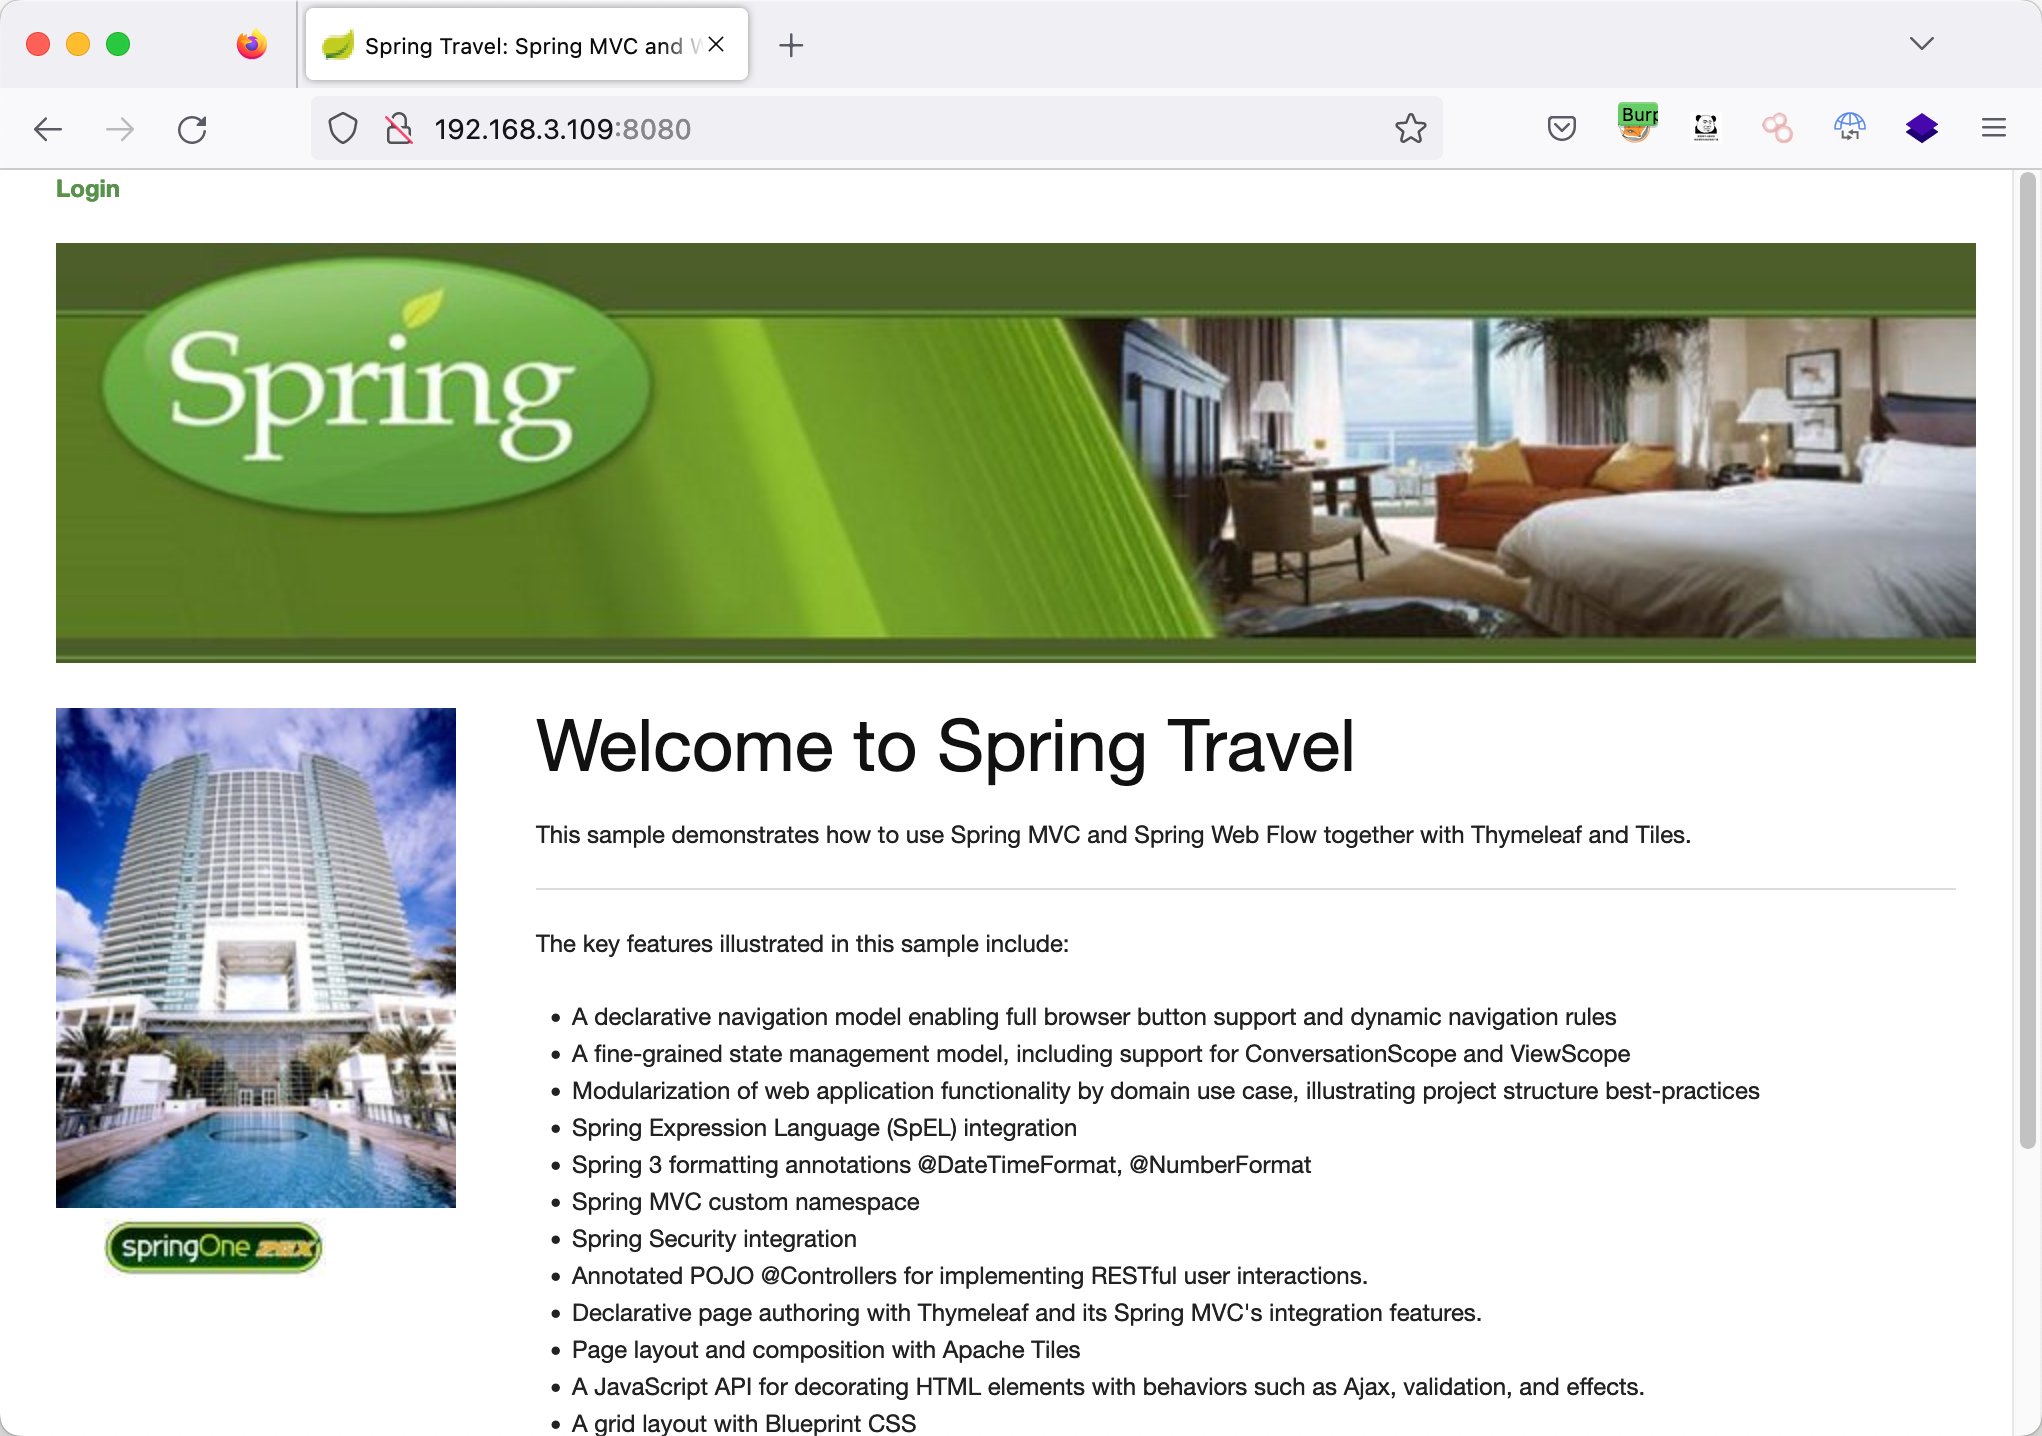 Spring Travel: Spring MVC and
192.168.3.109:8080
Burp
Login
Spring
Welcome to Spring Travel
This sample demonstrates how to use Spring MVC and Spring Web Flow together with Thymeleaf and Tiles.
The key features illustrated in this sample include:
• A declarative navigation model enabling full browser button support and dynamic navigation rules
• A fine-grained state management model, including support for ConversationScope and ViewScope
• Modularization of web application functionality by domain use case, illustrating project structure best-practices
• Spring Expression Language (SpEL) integration
• Spring 3 formatting annotations @DateTimeFormat, @NumberFormat
• Spring MVC custom namespace
• Spring Security integration
• Annotated POJO @Controllers for implementing RESTful user interactions.
• Declarative page authoring with Thymeleaf and its Spring MVC's integration features.
• Page layout and composition with Apache Tiles
• A JavaScript API for decorating HTML elements with behaviors such as Ajax, validation, and effects.
• A grid layout with Blueprint CSS
springOne 2GX